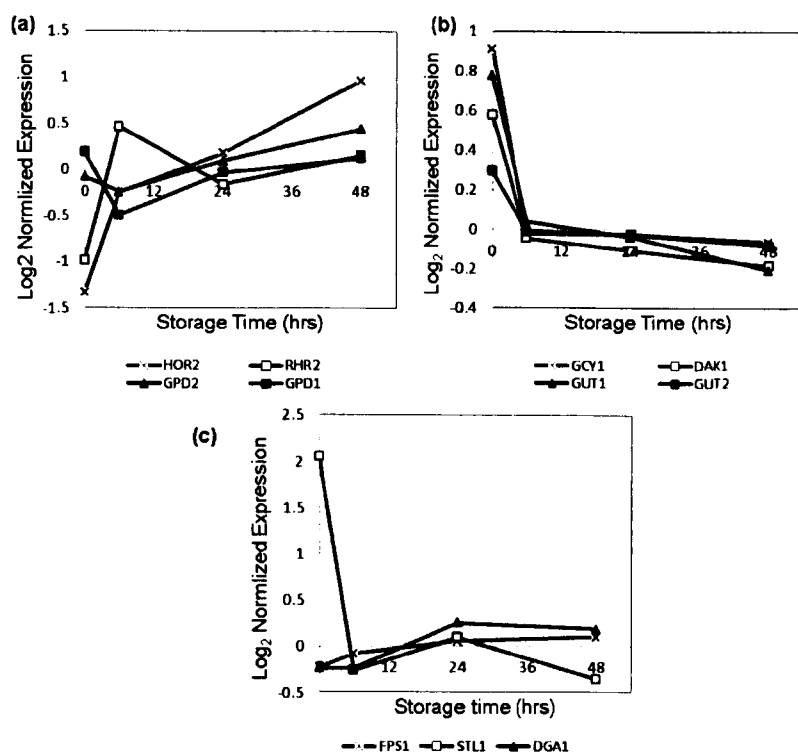 (a)
1.5
1
0.5
0
-0.5
-1
-1.5
0 12 24 36 48
Log2 Normlized Expression
Storage Time (hrs)
HOR2 RHR2
GPD2 GPD1
(b)
1
0.8
0.6
0.4
0.2
0
-0.2
-0.4
0 12 24 36 48
Log₂ Normlized Expression
Storage Time (hrs)
GCY1 DAK1
GUT1 GUT2
(c)
2.5
2
1.5
1
0.5
0
-0.5
12 24 36 48
Log₂ Normlized Expression
Storage time (hrs)
FPS1 STL1 DGA1